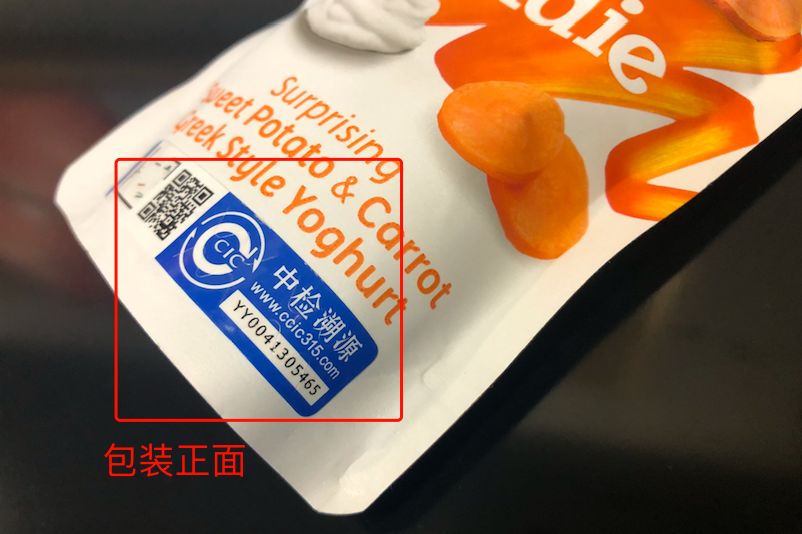 die
Surprising
Sweet Potato & Carrot
Greek Style Yoghurt
CCIC
中检溯源
www.ccic315.com
YY0041305465
包装正面